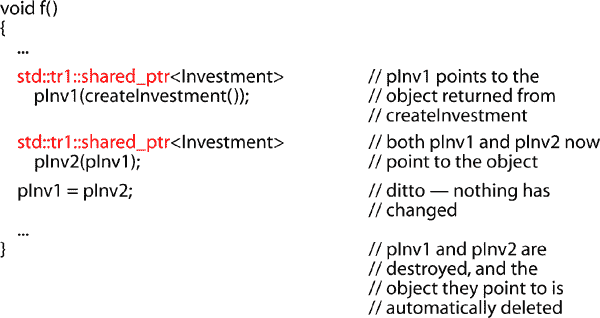 void f()
{
...
std::tr1::shared_ptr<Investment> // pInv1 points to the
pInv1(createInvestment()); // object returned from
// createInvestment
std::tr1::shared_ptr<Investment> // both pInv1 and pInv2 now
pInv2(pInv1); // point to the object
pInv1 = pInv2; // ditto — nothing has
// changed
...
} // pInv1 and pInv2 are
// destroyed, and the
// object they point to is
// automatically deleted